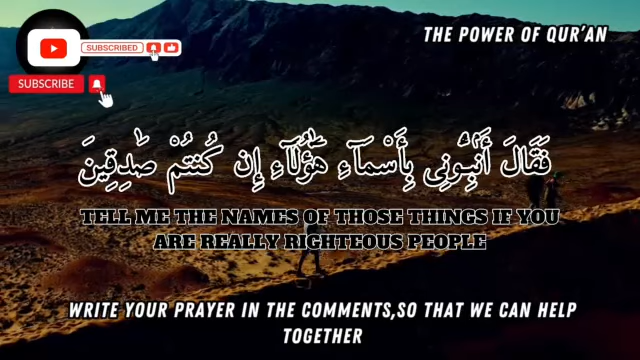 SUBSCRIBED
THE POWER OF QUR'AN
SUBSCRIBE
فَقَالَ أَنۢبِـُٔونِى بِأَسْمَآءِ هَٰٓؤُلَآءِ إِن كُنتُمْ صَٰدِقِينَ
TELL ME THE NAMES OF THOSE THINGS IF YOU
ARE REALLY RIGHTEOUS PEOPLE
WRITE YOUR PRAYER IN THE COMMENTS,SO THAT WE CAN HELP
TOGETHER